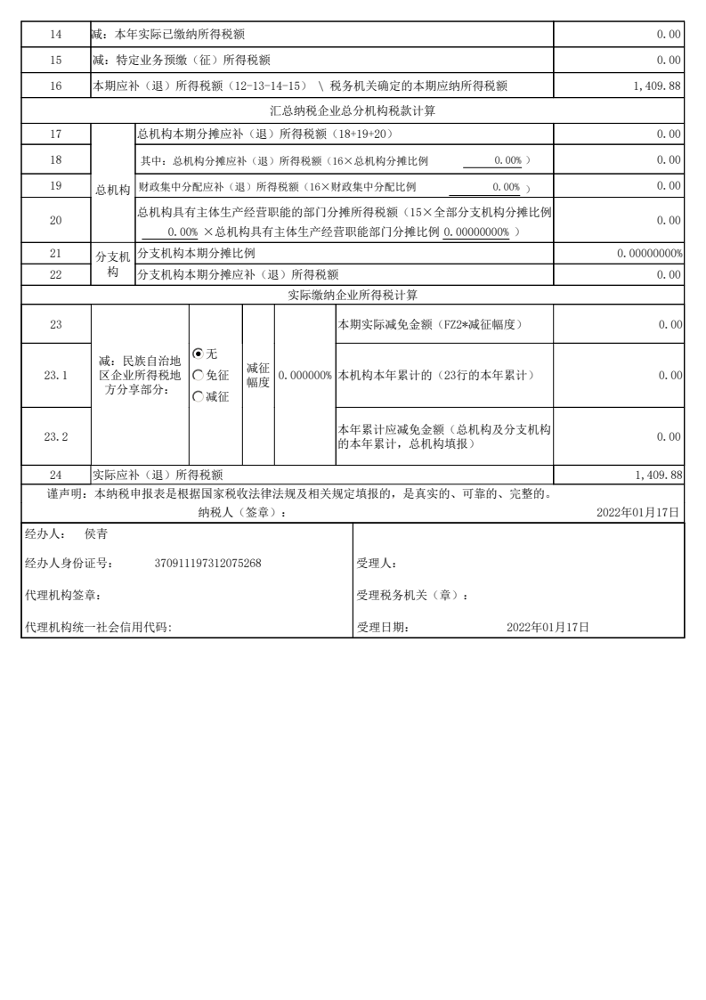 14 减: 本年实际已缴纳所得税额 0.00
15 减: 特定业务预缴（征）所得税额 0.00
16 本期应补（退）所得税额（12-13-14-15） \ 税务机关确定的本期应纳所得税额 1,409.88
汇总纳税企业总分机构税款计算
17 总机构本期分摊应补（退）所得税额（18+19+20） 0.00
18 其中: 总机构分摊应补（退）所得税额（16×总机构分摊比例 0.00% ） 0.00
总机构
19 财政集中分配应补（退）所得税额（16×财政集中分配比例 0.00% ） 0.00
20 总机构具有主体生产经营职能的部门分摊所得税额（15×全部分支机构分摊比例
0.00% ×总机构具有主体生产经营职能部门分摊比例 0.00000000% ） 0.00
21 分支机构本期分摊比例 0.00000000%
分支机
构
22 分支机构本期分摊应补（退）所得税额 0.00
实际缴纳企业所得税计算
23 本期实际减免金额（FZ2*减征幅度） 0.00
23.1 减: 民族自治地
区企业所得税地
方分享部分:
无
免征
减征
减征
幅度
0.000000% 本机构本年累计的（23行的本年累计） 0.00
23.2 本年累计应减免金额（总机构及分支机构
的本年累计，总机构填报） 0.00
24 实际应补（退）所得税额 1,409.88
谨声明: 本纳税申报表是根据国家税收法律法规及相关规定填报的，是真实的、可靠的、完整的。
纳税人（签章）: 2022年01月17日
经办人: 侯青
经办人身份证号: 370911197312075268 受理人:
代理机构签章: 受理税务机关（章）:
代理机构统一社会信用代码: 受理日期: 2022年01月17日